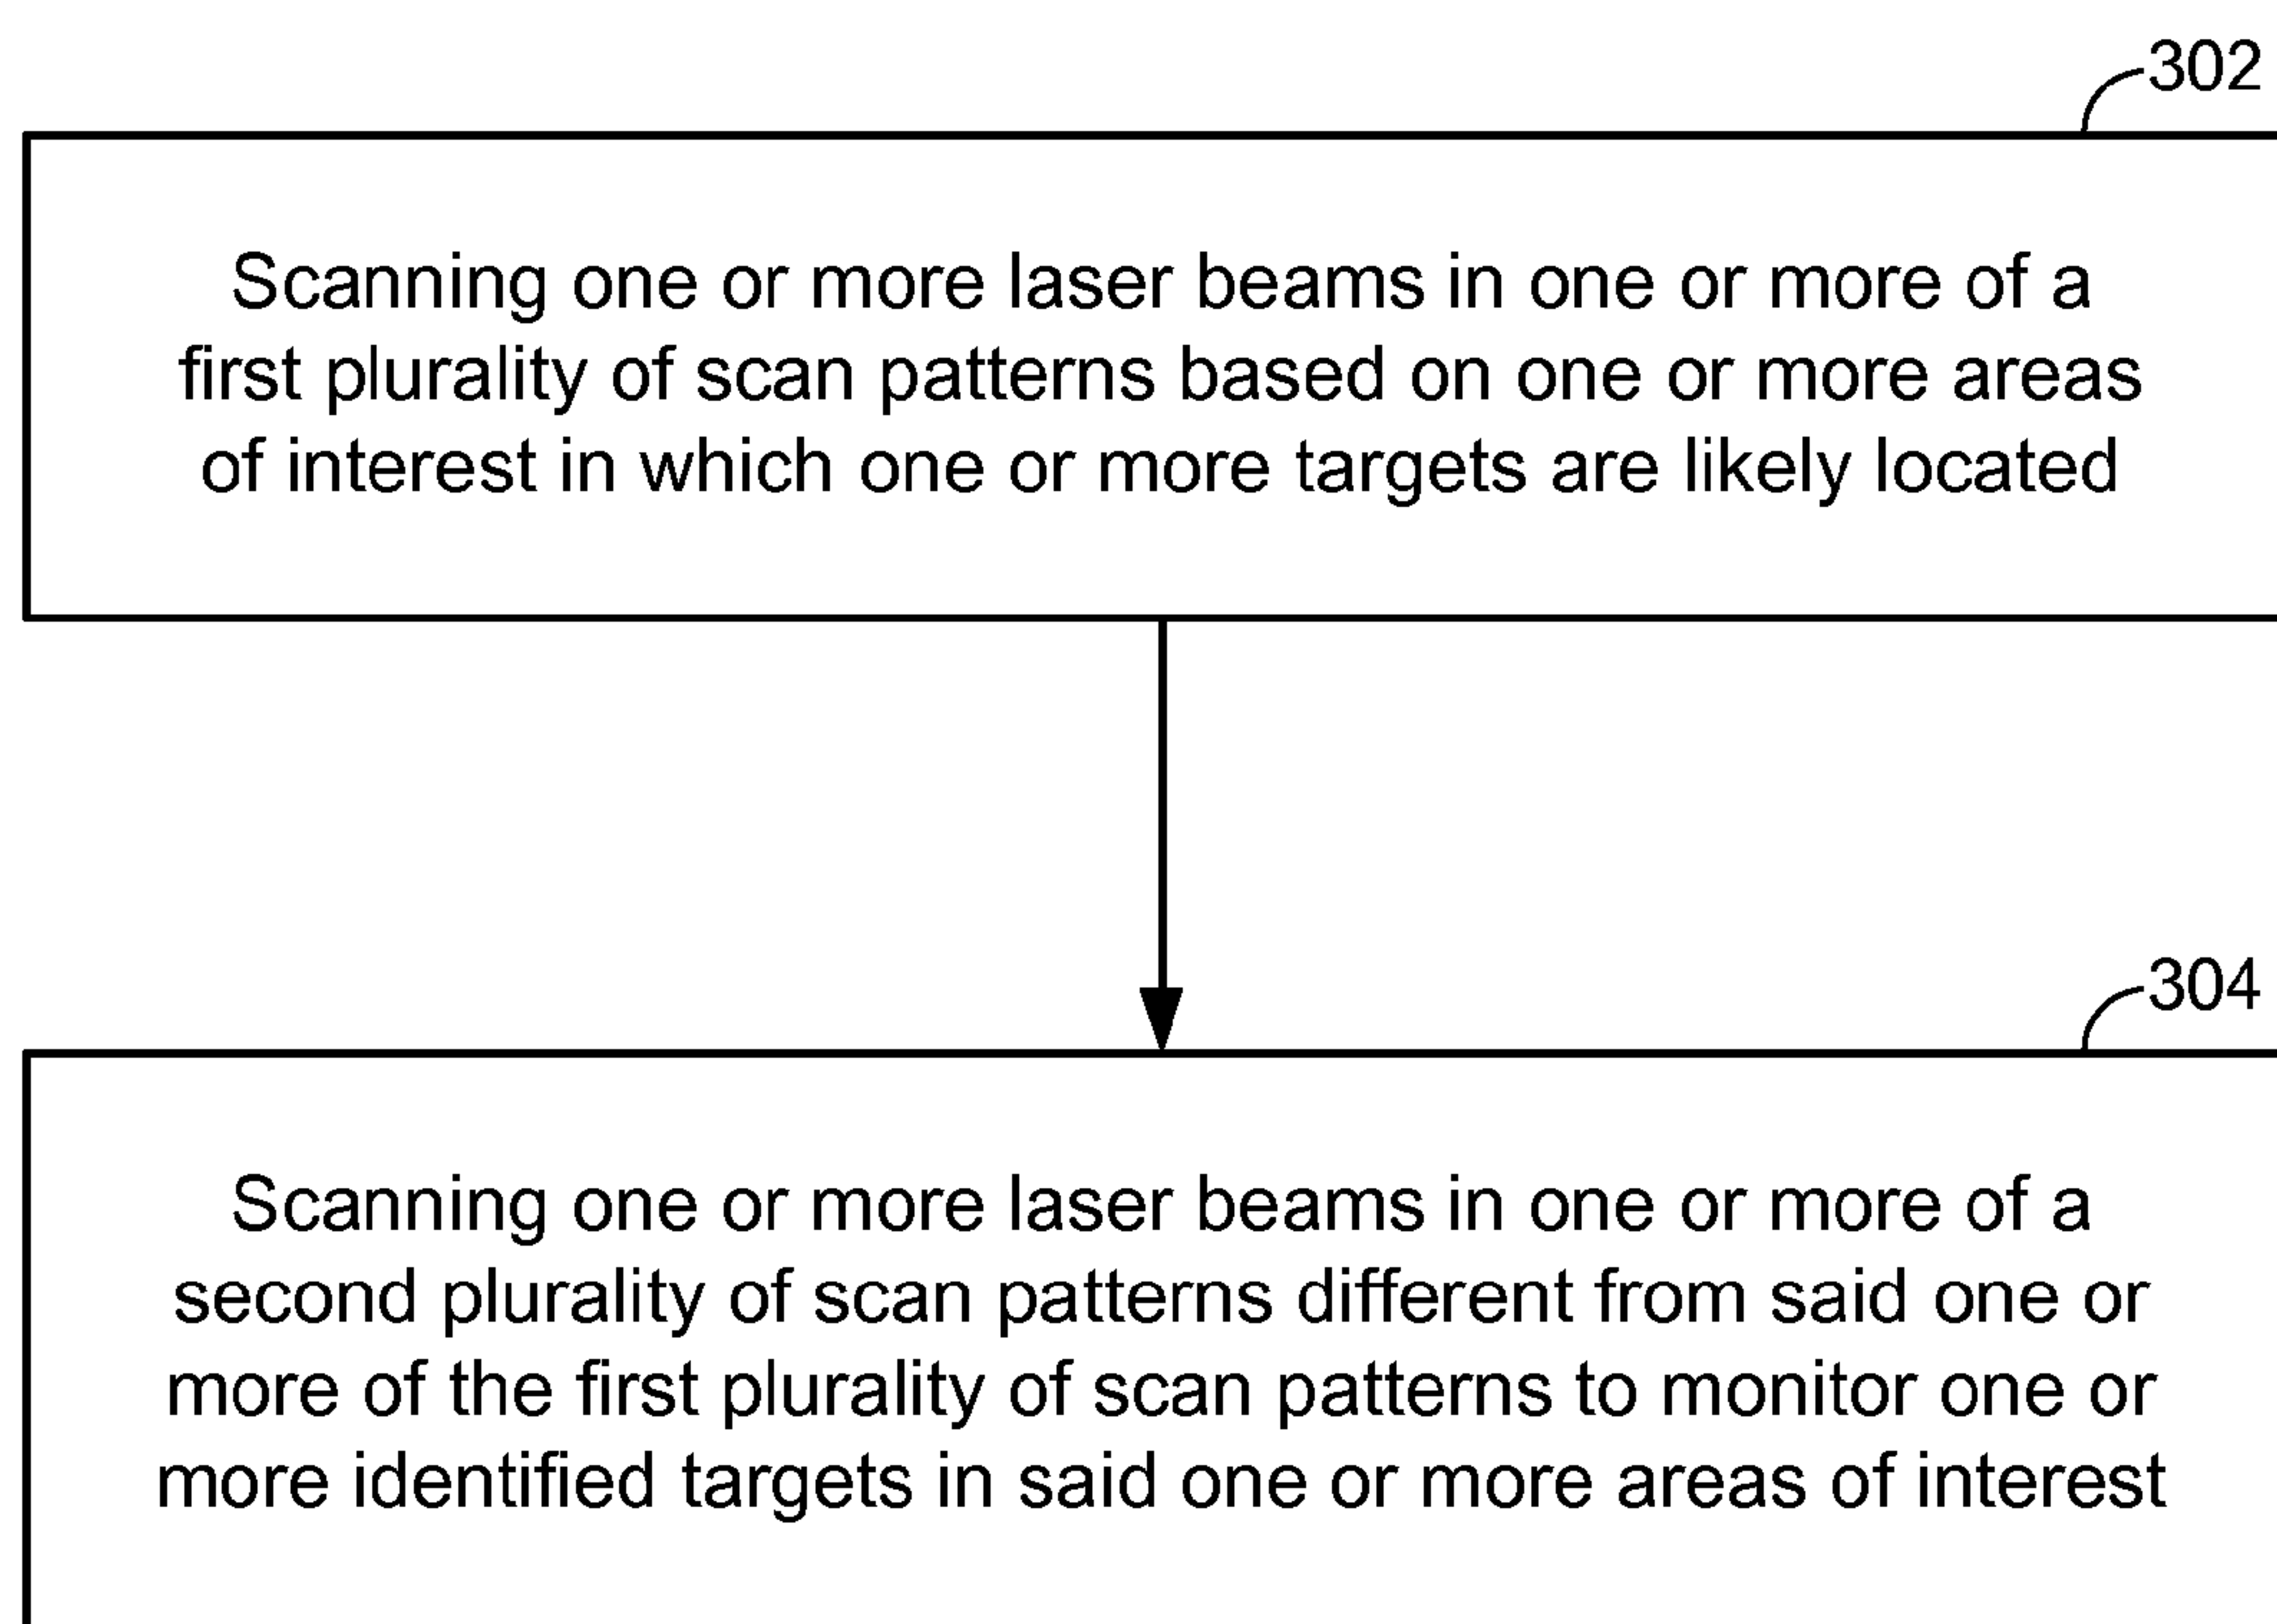 302
Scanning one or more laser beams in one or more of a
first plurality of scan patterns based on one or more areas
of interest in which one or more targets are likely located
304
Scanning one or more laser beams in one or more of a
second plurality of scan patterns different from said one or
more of the first plurality of scan patterns to monitor one or
more identified targets in said one or more areas of interest